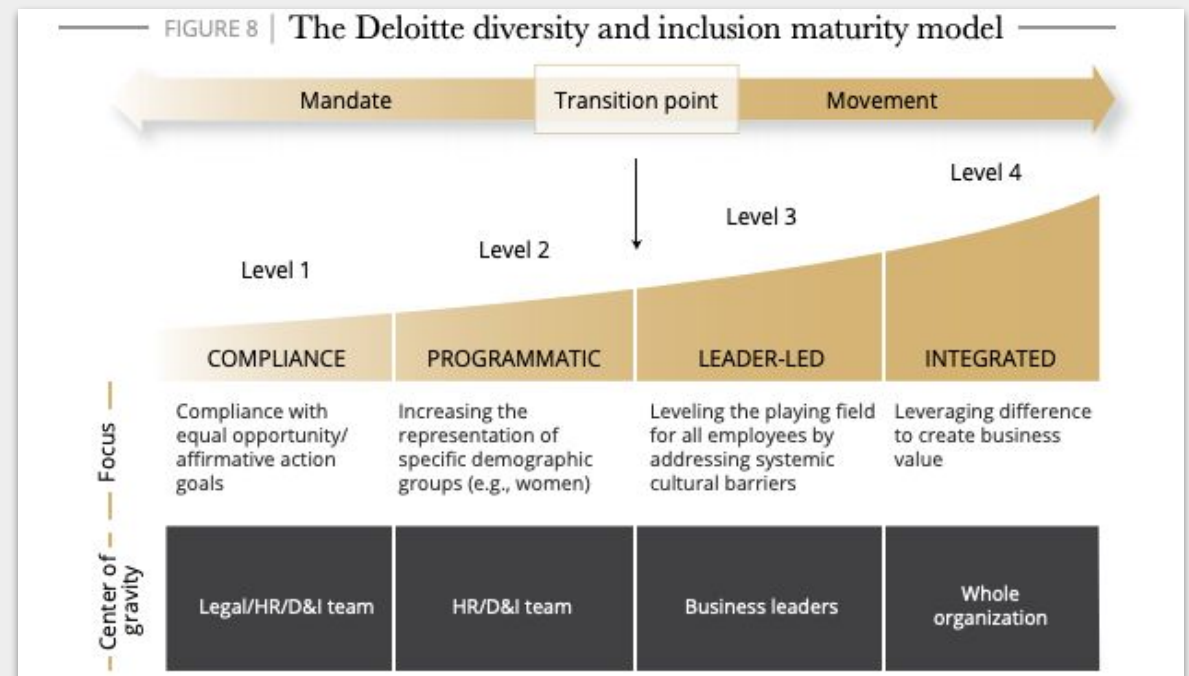 FIGURE 8 | The Deloitte diversity and inclusion maturity model
Mandate
Transition point
Movement
Level 1
Level 2
Level 3
Level 4
COMPLIANCE
PROGRAMMATIC
LEADER-LED
INTEGRATED
Focus
Compliance with
equal opportunity/
affirmative action
goals
Increasing the
representation of
specific demographic
groups (e.g., women)
Leveling the playing field
for all employees by
addressing systemic
cultural barriers
Leveraging difference
to create business
value
Center of
gravity
Legal/HR/D&I team
HR/D&I team
Business leaders
Whole
organization